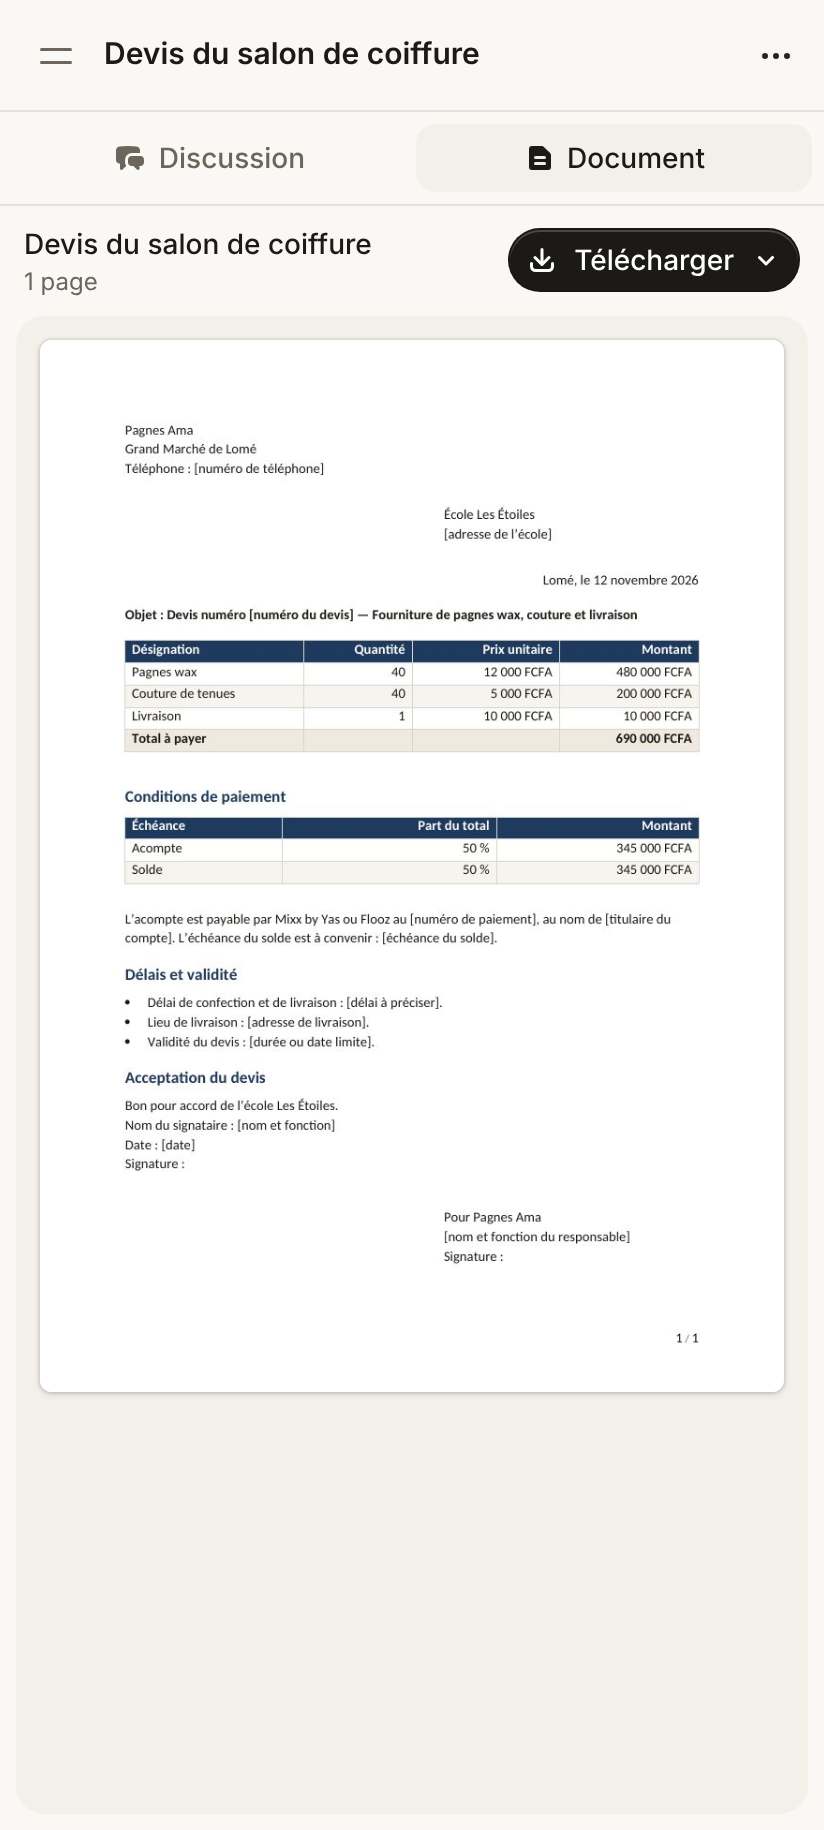 Devis du salon de coiffure
Discussion
Document
Devis du salon de coiffure
1 page
Télécharger
Pagnes Ama
Grand Marché de Lomé
Téléphone : [numéro de téléphone]
École Les Étoiles
[adresse de l’école]
Lomé, le 12 novembre 2026
Objet : Devis numéro [numéro du devis] — Fourniture de pagnes wax, couture et livraison
Désignation Quantité Prix unitaire Montant
Pagnes wax 40 12 000 FCFA 480 000 FCFA
Couture de tenues 40 5 000 FCFA 200 000 FCFA
Livraison 1 10 000 FCFA 10 000 FCFA
Total à payer 690 000 FCFA
Conditions de paiement
Échéance Part du total Montant
Acompte 50 % 345 000 FCFA
Solde 50 % 345 000 FCFA
L’acompte est payable par Mixx by Yas ou Flooz au [numéro de paiement], au nom de [titulaire du
compte]. L’échéance du solde est à convenir : [échéance du solde].
Délais et validité
• Délai de confection et de livraison : [délai à préciser].
• Lieu de livraison : [adresse de livraison].
• Validité du devis : [durée ou date limite].
Acceptation du devis
Bon pour accord de l’école Les Étoiles.
Nom du signataire : [nom et fonction]
Date : [date]
Signature :
Pour Pagnes Ama
[nom et fonction du responsable]
Signature :
1 / 1